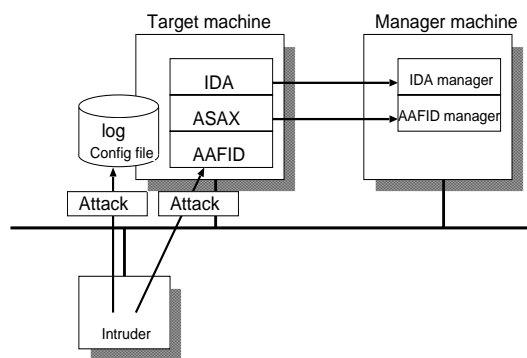 Target machine
Manager machine
IDA
IDA manager
ASAX
AAFID manager
AAFID
log
Config file
Attack
Attack
Intruder